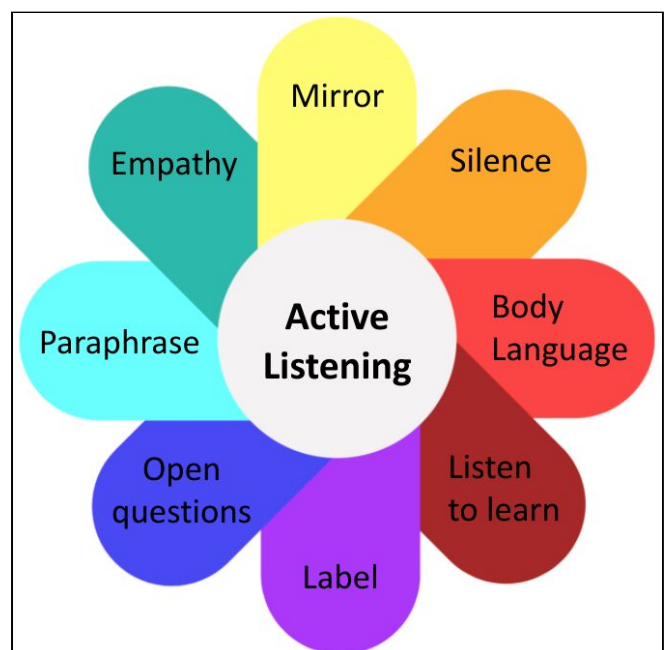 Mirror
Silence
Body
Language
Listen
to learn
Label
Open
questions
Paraphrase
Empathy
Active
Listening